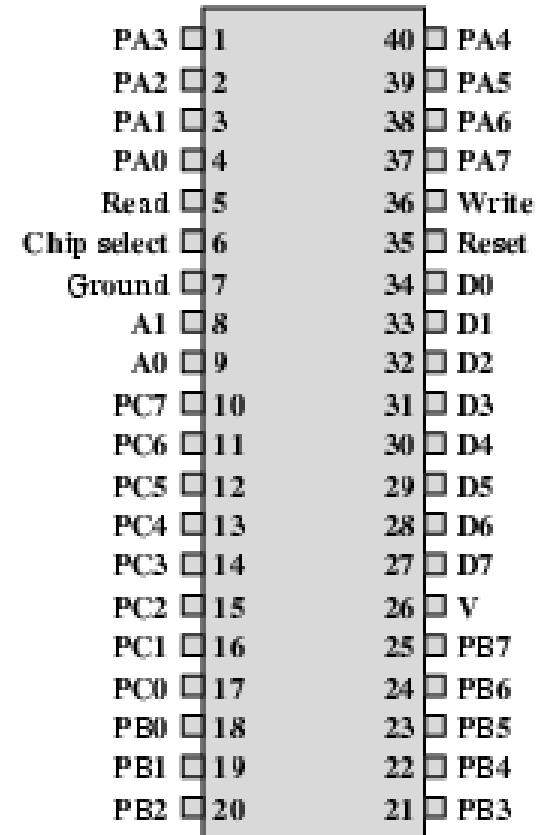 PA3 1 40 PA4
PA2 2 39 PA5
PA1 3 38 PA6
PA0 4 37 PA7
Read 5 36 Write
Chip select 6 35 Reset
Ground 7 34 D0
A1 8 33 D1
A0 9 32 D2
PC7 10 31 D3
PC6 11 30 D4
PC5 12 29 D5
PC4 13 28 D6
PC3 14 27 D7
PC2 15 26 V
PC1 16 25 PB7
PC0 17 24 PB6
PB0 18 23 PB5
PB1 19 22 PB4
PB2 20 21 PB3